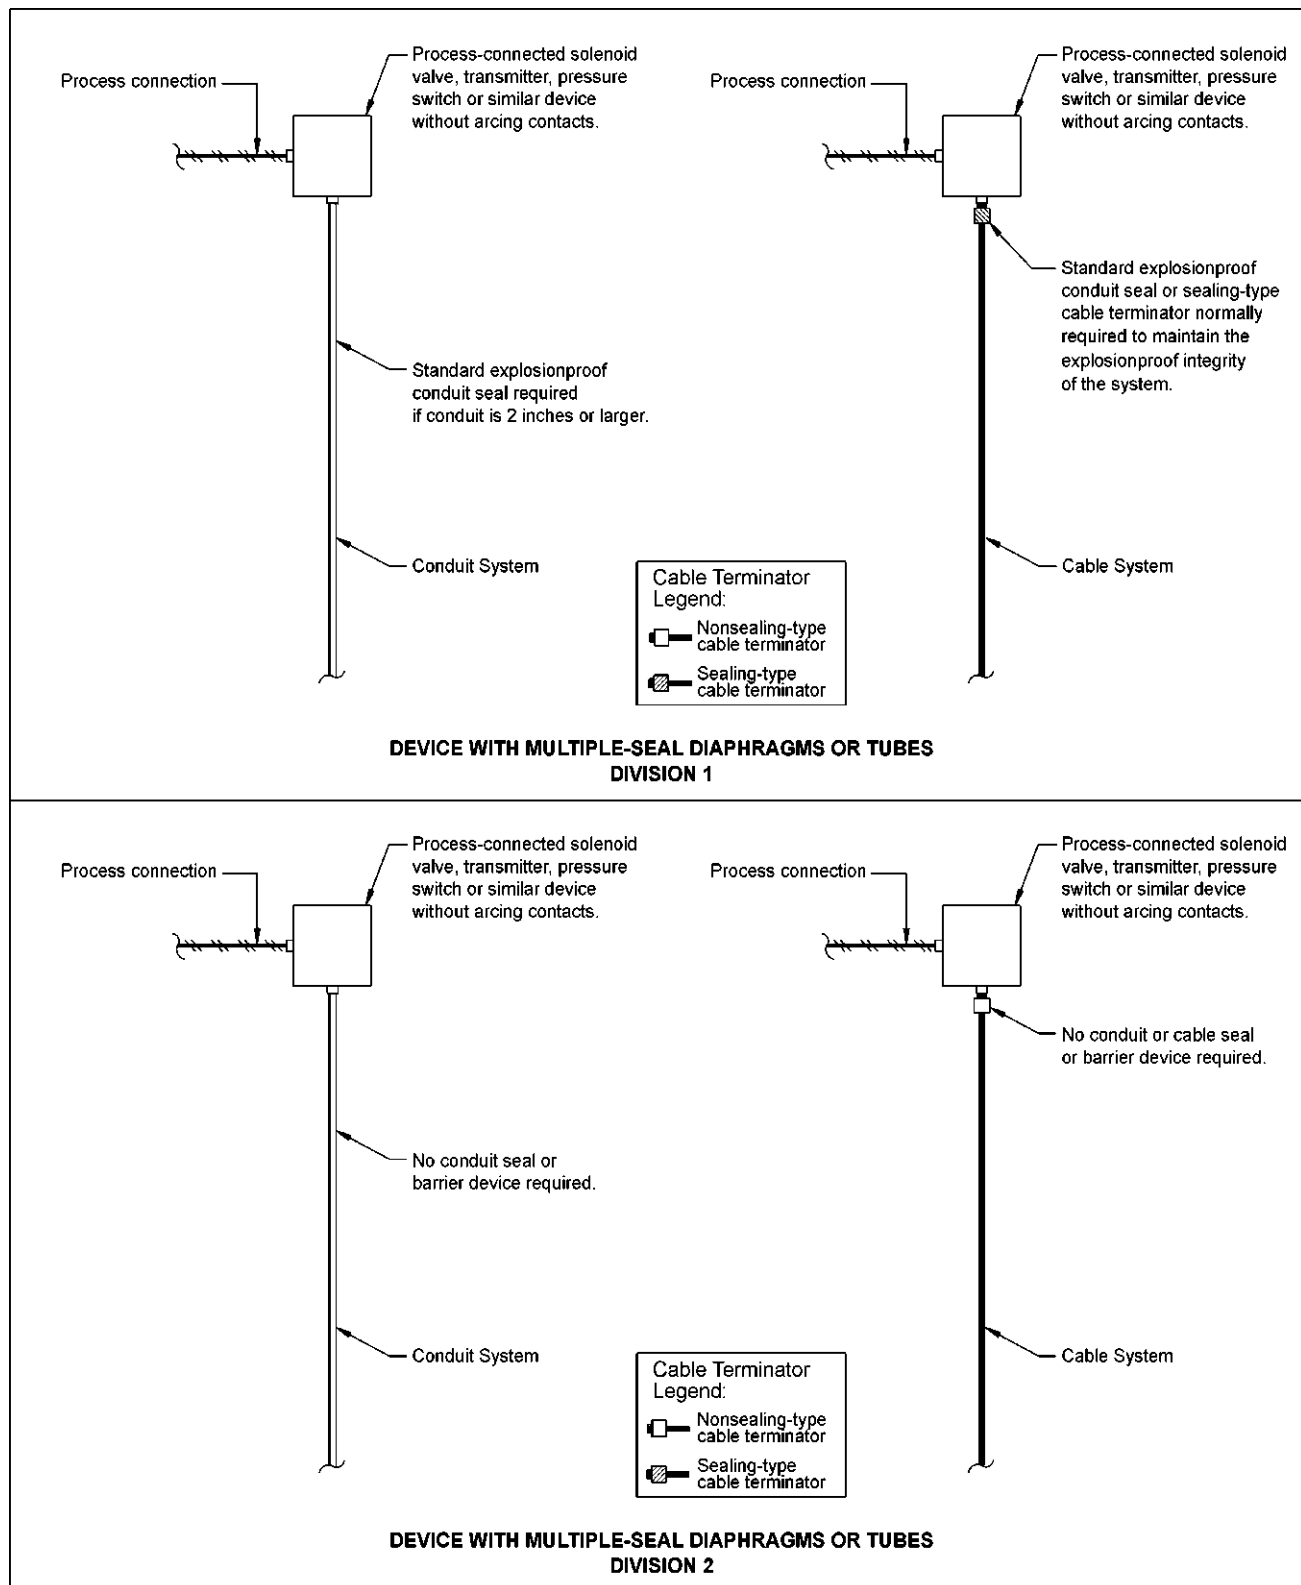 Process connection
Process-connected solenoid
valve, transmitter, pressure
switch or similar device
without arcing contacts.
Standard explosionproof
conduit seal required
if conduit is 2 inches or larger.
Conduit System
Process connection
Process-connected solenoid
valve, transmitter, pressure
switch or similar device
without arcing contacts.
Standard explosionproof
conduit seal or sealing-type
cable terminator normally
required to maintain the
explosionproof integrity
of the system.
Cable System
Cable Terminator
Legend:
Nonsealing-type
cable terminator
Sealing-type
cable terminator
DEVICE WITH MULTIPLE-SEAL DIAPHRAGMS OR TUBES
DIVISION 1
Process connection
Process-connected solenoid
valve, transmitter, pressure
switch or similar device
without arcing contacts.
No conduit seal or
barrier device required.
Conduit System
Process connection
Process-connected solenoid
valve, transmitter, pressure
switch or similar device
without arcing contacts.
No conduit or cable seal
or barrier device required.
Cable System
Cable Terminator
Legend:
Nonsealing-type
cable terminator
Sealing-type
cable terminator
DEVICE WITH MULTIPLE-SEAL DIAPHRAGMS OR TUBES
DIVISION 2